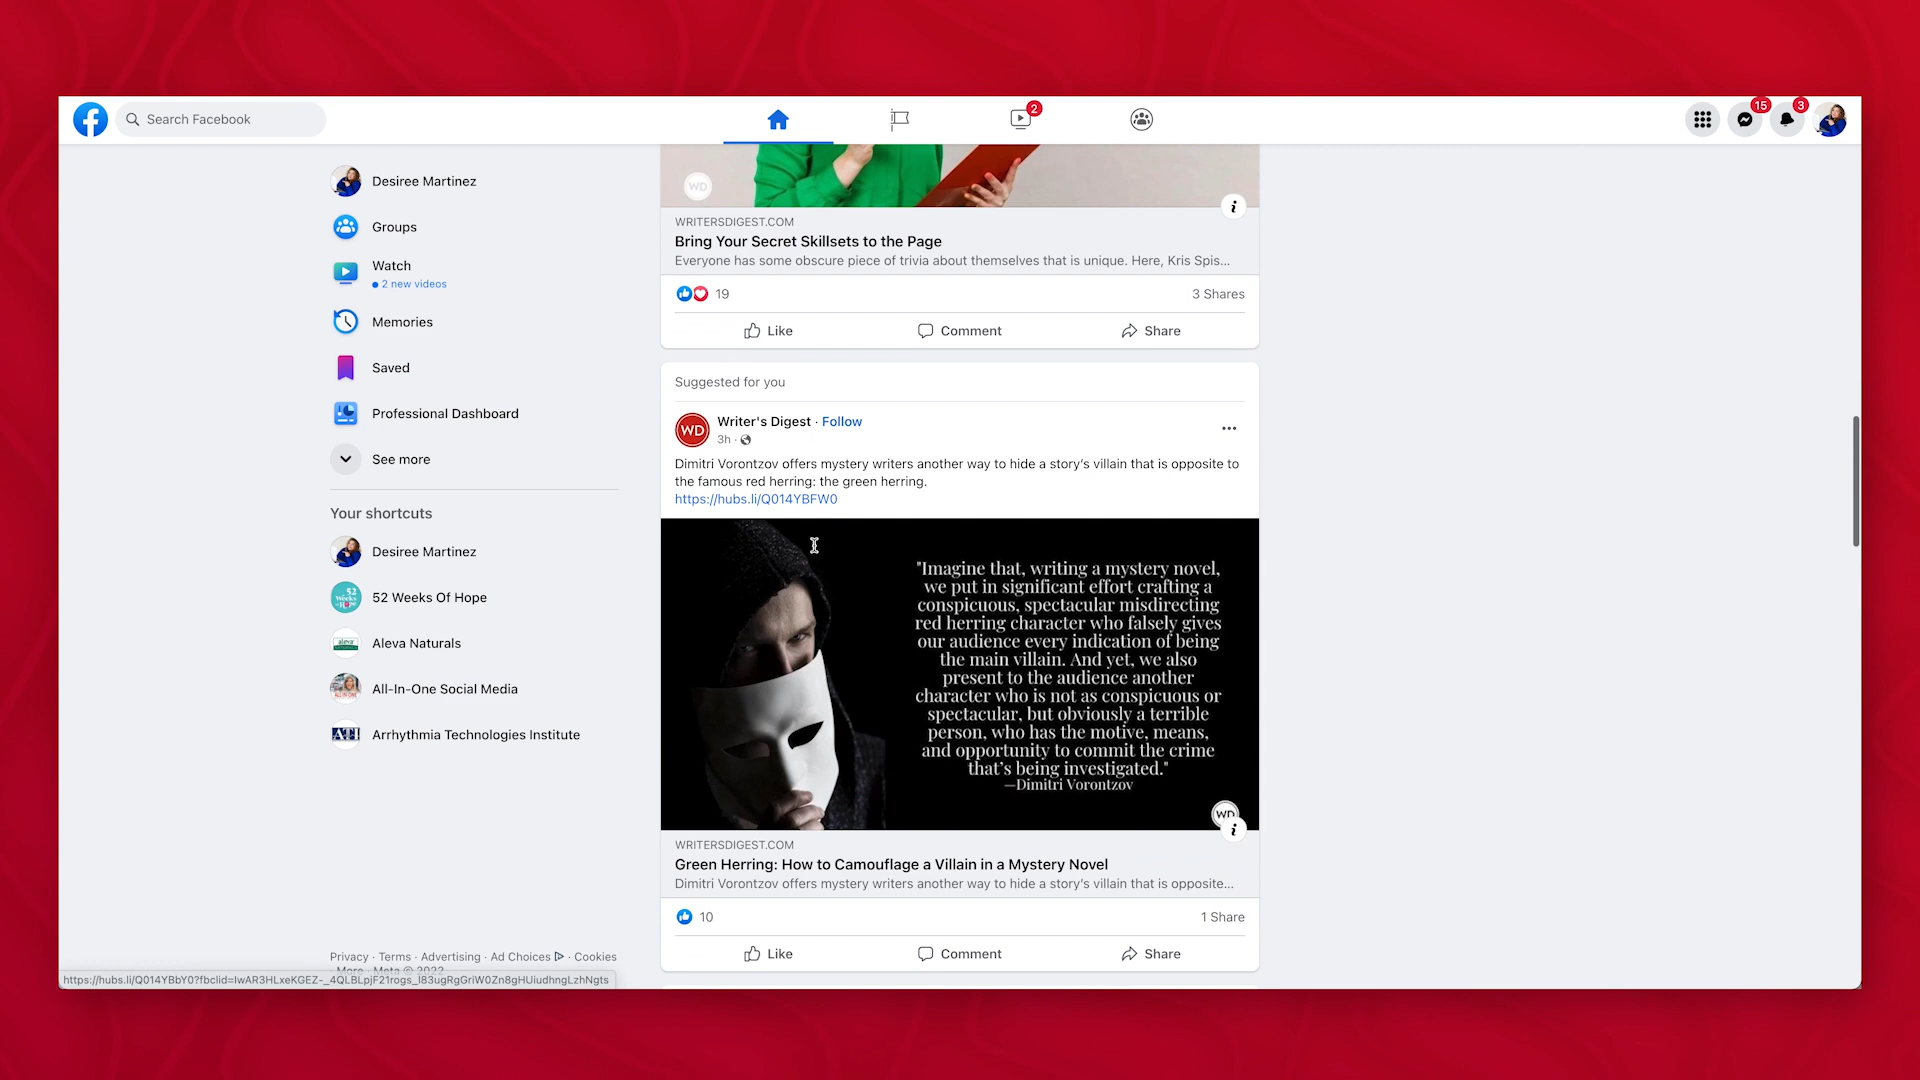 Search Facebook
2
15
3
Desiree Martinez
Groups
Watch
2 new videos
Memories
Saved
Professional Dashboard
See more
Your shortcuts
Desiree Martinez
52 Weeks Of Hope
Aleva Naturals
All-In-One Social Media
ATI
Arrhythmia Technologies Institute
Privacy · Terms · Advertising · Ad Choices · Cookies
More · Meta © 2022
WD
WRITERSDIGEST.COM
Bring Your Secret Skillsets to the Page
Everyone has some obscure piece of trivia about themselves that is unique. Here, Kris Spis...
19
3 Shares
Like
Comment
Share
Suggested for you
WD
Writer's Digest · Follow
3h ·
Dimitri Vorontzov offers mystery writers another way to hide a story's villain that is opposite to
the famous red herring: the green herring.
https://hubs.li/Q014YBFW0
"Imagine that, writing a mystery novel,
we put in significant effort crafting a
conspicuous, spectacular misdirecting
red herring character who falsely gives
our audience every indication of being
the main villain. And yet, we also
present to the audience another
character who is not as conspicuous or
spectacular, but obviously a terrible
person, who has the motive, means,
and opportunity to commit the crime
that's being investigated."
—Dimitri Vorontzov
WD
WRITERSDIGEST.COM
Green Herring: How to Camouflage a Villain in a Mystery Novel
Dimitri Vorontzov offers mystery writers another way to hide a story's villain that is opposite...
10
1 Share
Like
Comment
Share